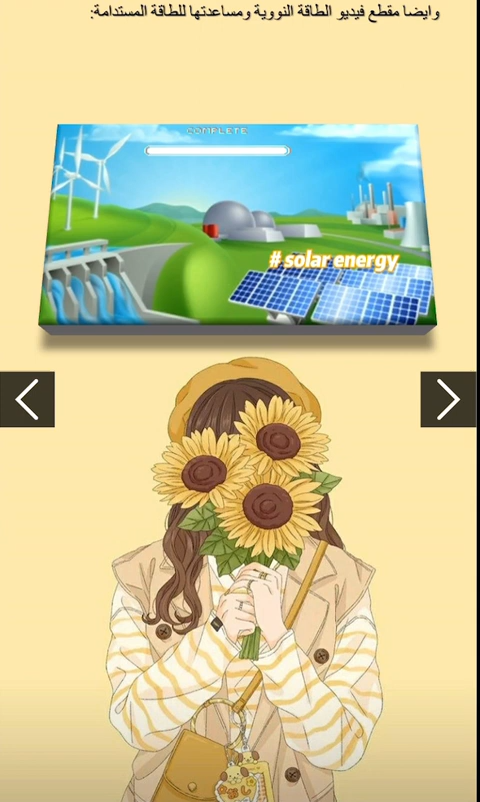 وايضا مقطع فيديو الطاقة النووية ومساعدتها للطاقة المستدامة:
COMPLETE
# solar energy